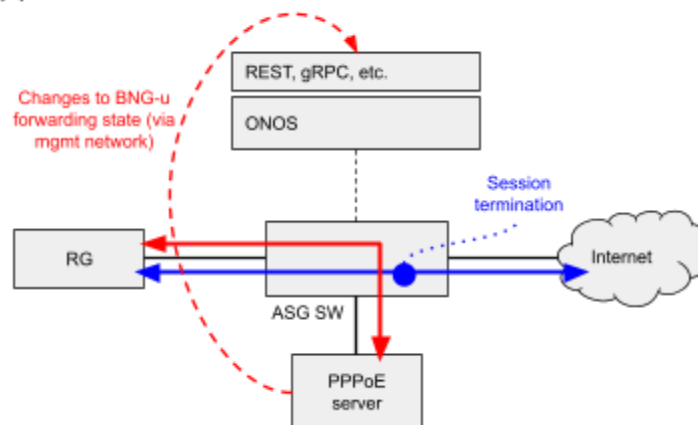 REST, gRPC, etc.
ONOS
Changes to BNG-u
forwarding state (via
mgmt network)
Session
termination
RG
Internet
ASG SW
PPPoE
server